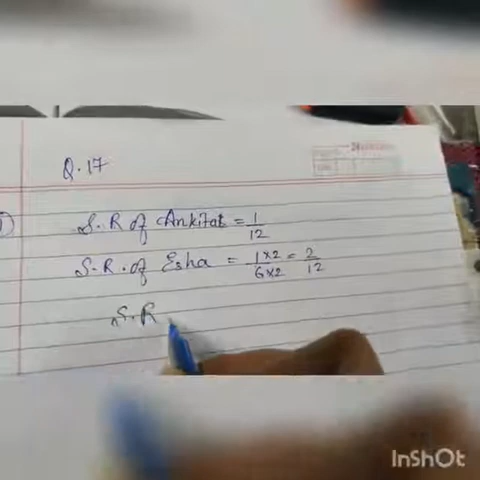 Q.17
S.R of Ankita = 1/12
S.R. of Esha = 1×2/6×2 = 2/12
S.R
InShOt